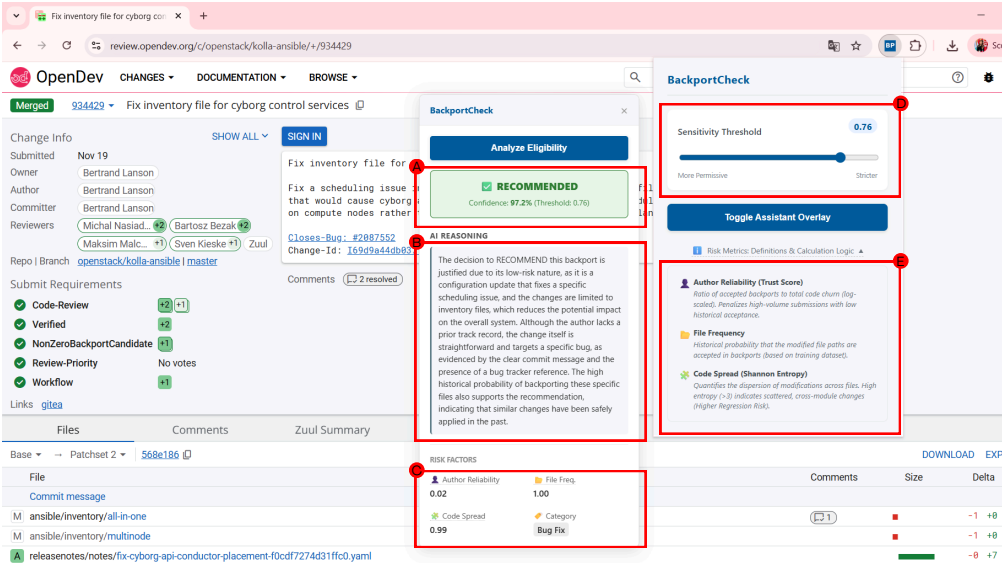 Fix inventory file for cyborg con
review.opendev.org/c/openstack/kolla-ansible/+/934429
BP
Sco
OpenDev
CHANGES
DOCUMENTATION
BROWSE
Merged
934429
Fix inventory file for cyborg control services
Change Info
SHOW ALL
SIGN IN
Submitted
Nov 19
Owner
Bertrand Lanson
Author
Bertrand Lanson
Committer
Bertrand Lanson
Reviewers
Michal Nasiad... +2
Bartosz Bezak +2
Maksim Malc... +1
Sven Kieske +1
Zuul
Repo | Branch
openstack/kolla-ansible | master
Submit Requirements
Code-Review
+2 +1
Verified
+2
NonZeroBackportCandidate
+1
Review-Priority
No votes
Workflow
+1
Links
gitea
Fix inventory file for
Fix a scheduling issue
that would cause cyborg
on compute nodes rather
Closes-Bug: #2087552
Change-Id: I69d9a44db03
Comments
2 resolved
BackportCheck
×
Analyze Eligibility
A
RECOMMENDED
Confidence: 97.2% (Threshold: 0.76)
AI REASONING
B
The decision to RECOMMEND this backport is
justified due to its low-risk nature, as it is a
configuration update that fixes a specific
scheduling issue, and the changes are limited to
inventory files, which reduces the potential impact
on the overall system. Although the author lacks a
prior track record, the change itself is
straightforward and targets a specific bug, as
evidenced by the clear commit message and the
presence of a bug tracker reference. The high
historical probability of backporting these specific
files also supports the recommendation,
indicating that similar changes have been safely
applied in the past.
RISK FACTORS
C
Author Reliability
0.02
File Freq.
1.00
Code Spread
0.99
Category
Bug Fix
BackportCheck
D
Sensitivity Threshold
0.76
More Permissive
Stricter
Toggle Assistant Overlay
Risk Metrics: Definitions & Calculation Logic ▲
E
Author Reliability (Trust Score)
Ratio of accepted backports to total code churn (log-
scaled). Penalizes high-volume submissions with low
historical acceptance.
File Frequency
Historical probability that the modified file paths are
accepted in backports (based on training dataset).
Code Spread (Shannon Entropy)
Quantifies the dispersion of modifications across files. High
entropy (>3) indicates scattered, cross-module changes
(Higher Regression Risk).
Files
Comments
Zuul Summary
Base → Patchset 2
568e186
DOWNLOAD
EXP
File
Comments
Size
Delta
Commit message
M ansible/inventory/all-in-one
1
-1 +0
M ansible/inventory/multinode
-1 +0
A releasenotes/notes/fix-cyborg-api-conductor-placement-f0cdf7274d31ffc0.yaml
-0 +7